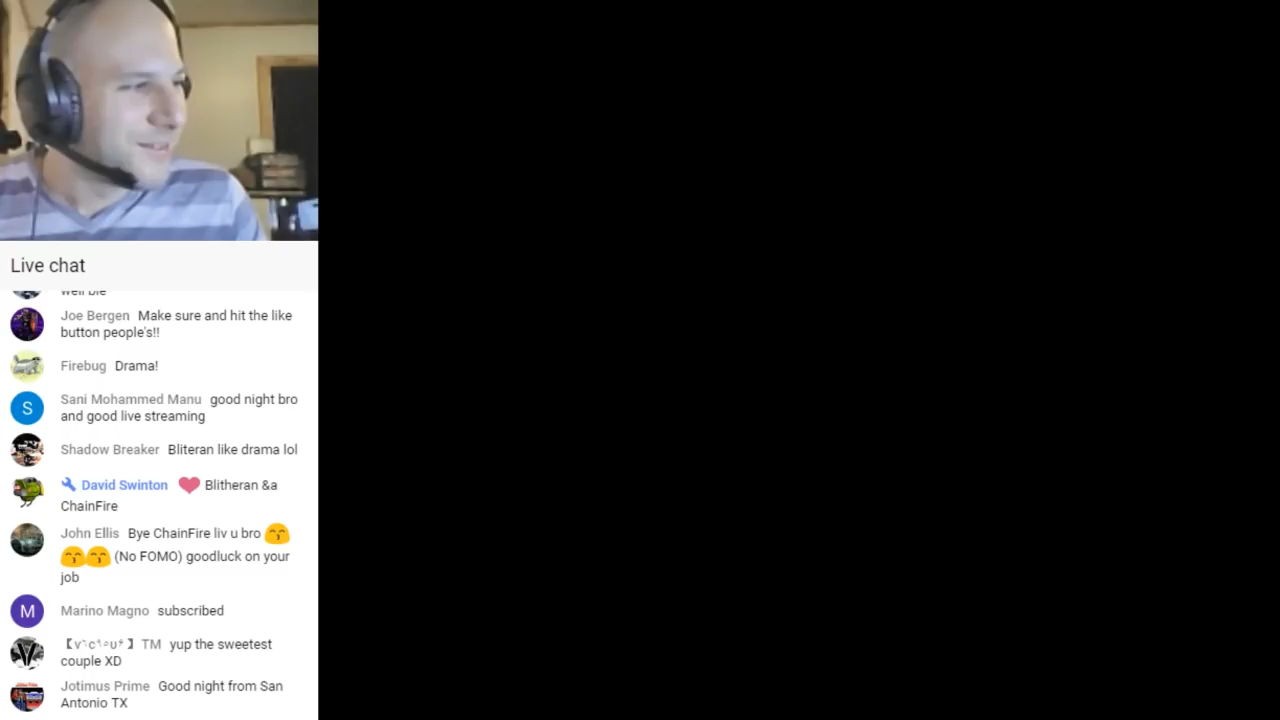 Live chat
Joe Bergen Make sure and hit the like
button people's!!
Firebug Drama!
Sani Mohammed Manu good night bro
and good live streaming
Shadow Breaker Bliteran like drama lol
David Swinton Blitheran &a
ChainFire
John Ellis Bye ChainFire liv u bro
(No FOMO) goodluck on your
job
M Marino Magno subscribed
TM yup the sweetest
couple XD
Jotimus Prime Good night from San
Antonio TX